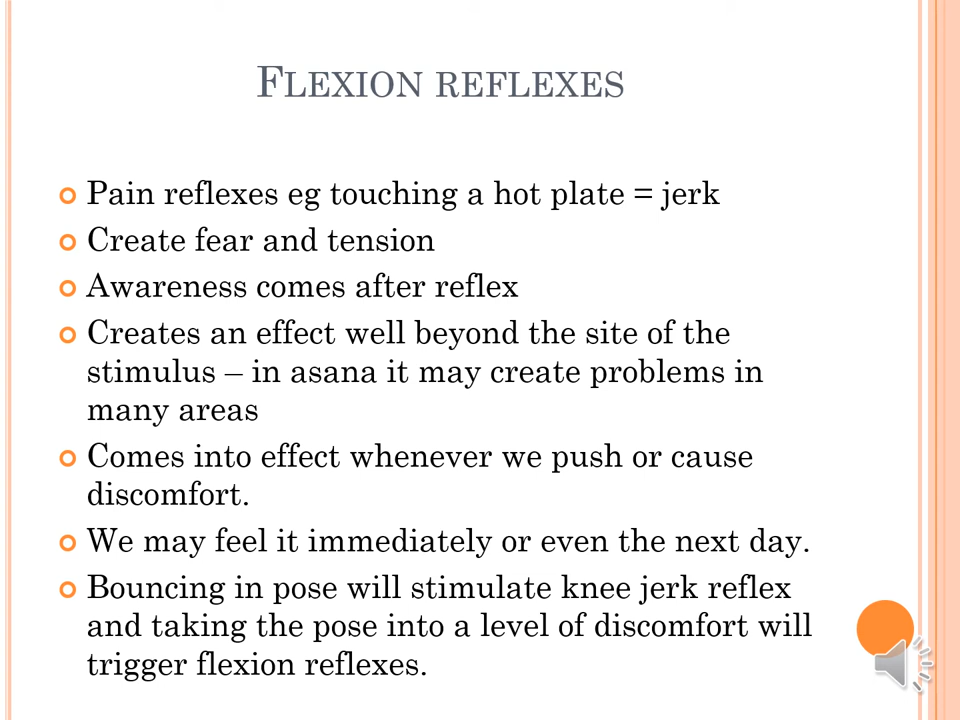 FLEXION REFLEXES
Pain reflexes eg touching a hot plate = jerk
Create fear and tension
Awareness comes after reflex
Creates an effect well beyond the site of the
stimulus – in asana it may create problems in
many areas
Comes into effect whenever we push or cause
discomfort.
We may feel it immediately or even the next day.
Bouncing in pose will stimulate knee jerk reflex
and taking the pose into a level of discomfort will
trigger flexion reflexes.